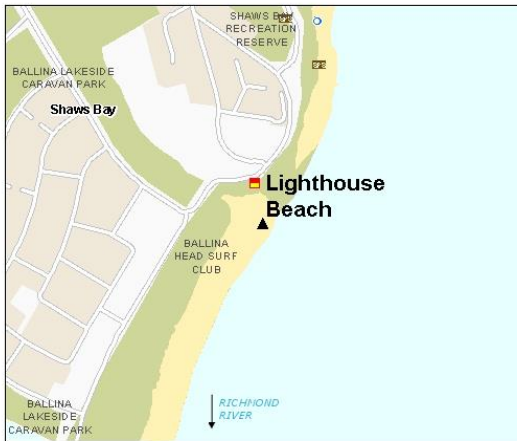 SHAWS BAY
RECREATION
RESERVE
BALLINA LAKESIDE
CARAVAN PARK
Shaws Bay
Lighthouse
Beach
BALLINA
HEAD SURF
CLUB
BALLINA
LAKESIDE
CARAVAN PARK
RICHMOND
RIVER